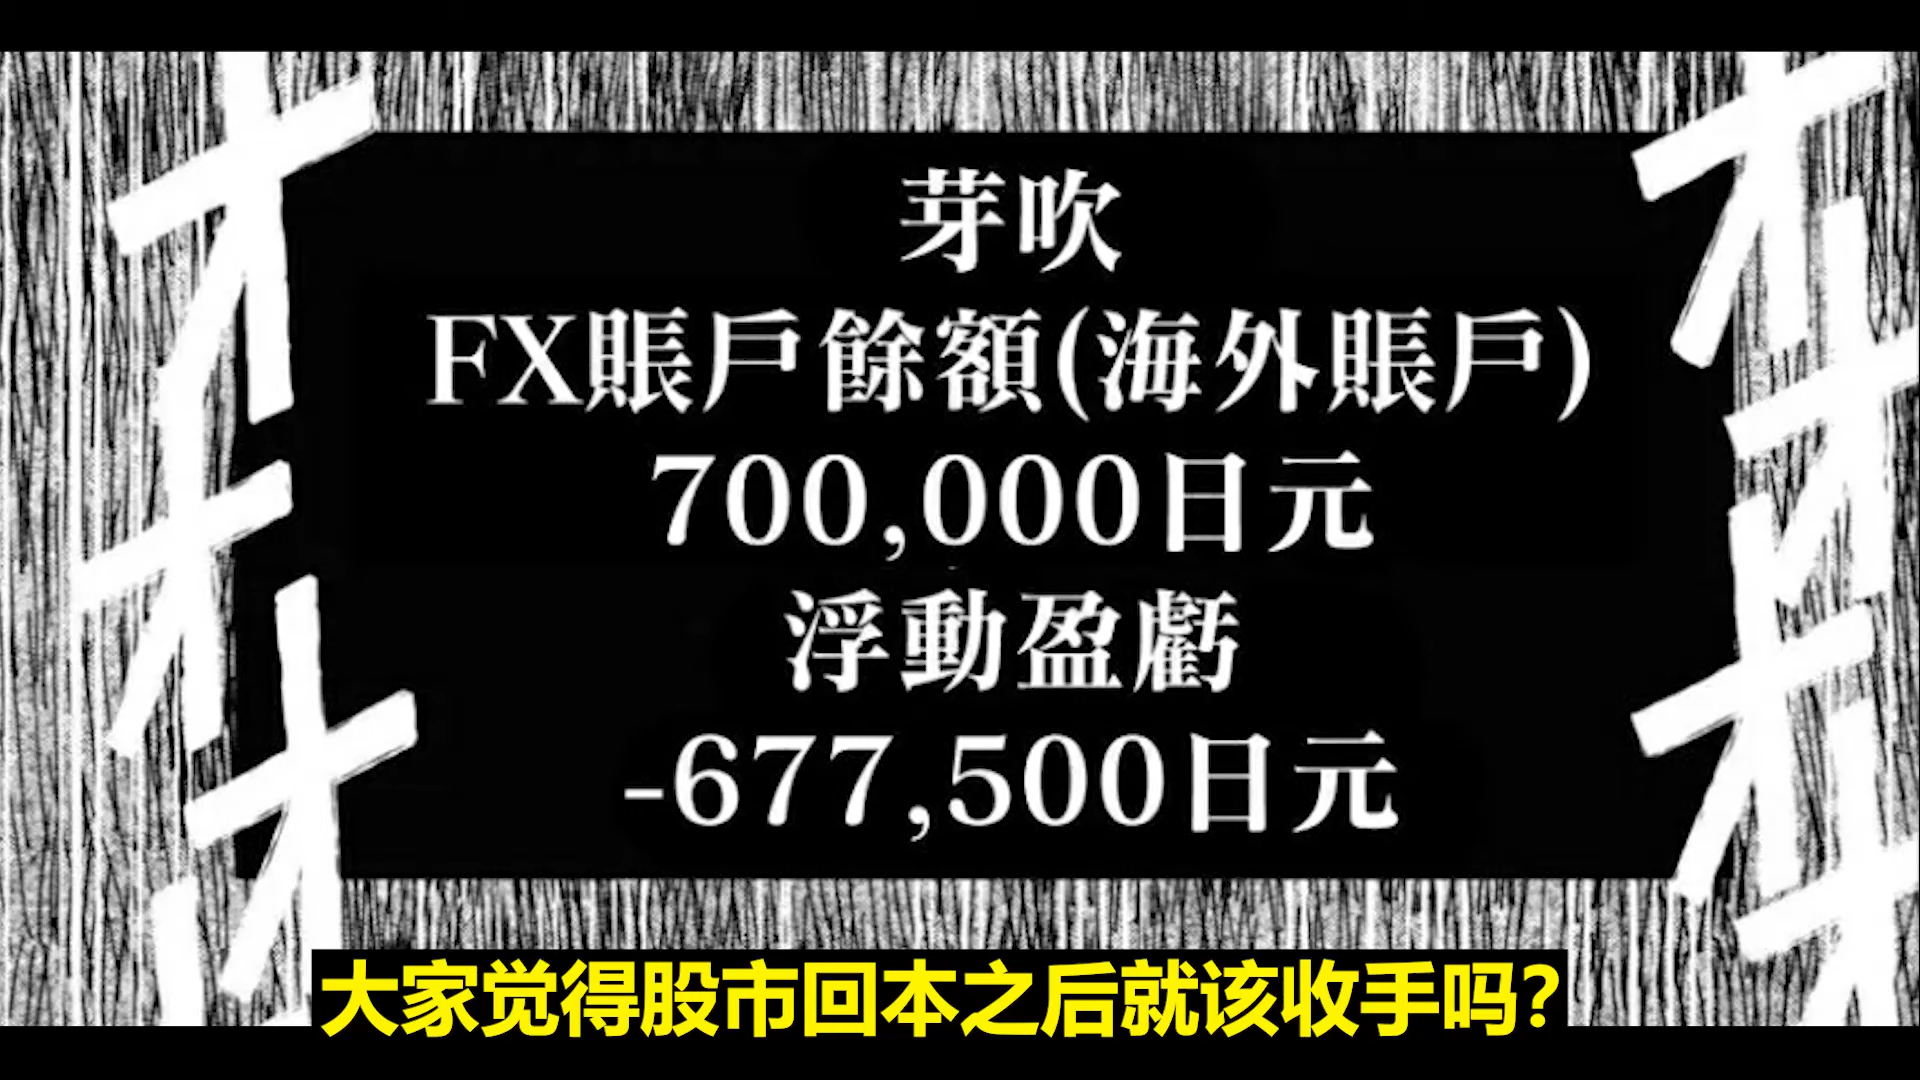 芽吹
FX賬戶餘額(海外賬戶)
700,000日元
浮動盈虧
-677,500日元
大家觉得股市回本之后就该收手吗？